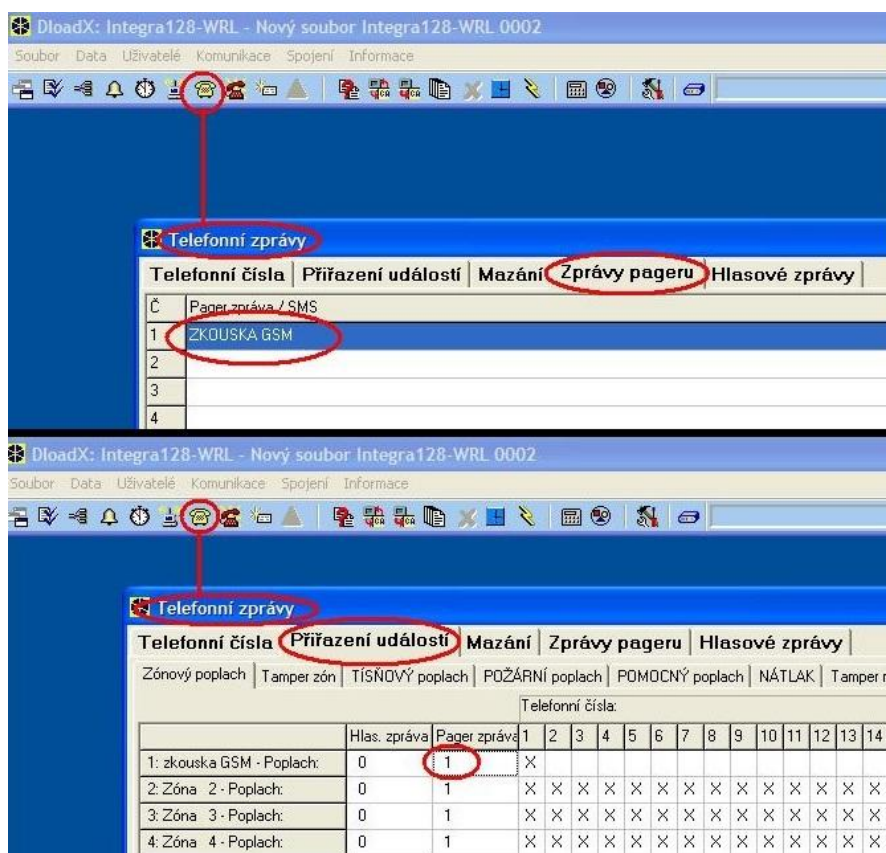 DloadX: Integra128-WRL - Nový soubor Integra128-WRL 0002
Soubor Data Uživatelé Komunikace Spojení Informace
Telefonní zprávy
Telefonní čísla Přiřazení událostí Mazání Zprávy pageru Hlasové zprávy
Č Pager zpráva / SMS
1 ZKOUSKA GSM
2
3
4
DloadX: Integra128-WRL - Nový soubor Integra128-WRL 0002
Soubor Data Uživatelé Komunikace Spojení Informace
Telefonní zprávy
Telefonní čísla Přiřazení událostí Mazání Zprávy pageru Hlasové zprávy
Zónový poplach Tamper zón TÍSŇOVÝ poplach POŽÁRNÍ poplach POMOCNÝ poplach NÁTLAK Tamper
Telefonní čísla:
Hlas. zpráva Pager zpráva 1 2 3 4 5 6 7 8 9 10 11 12 13 14
1: zkouska GSM - Poplach: 0 1 X
2: Zóna 2 - Poplach: 0 1 X X X X X X X X X X X X X X
3: Zóna 3 - Poplach: 0 1 X X X X X X X X X X X X X X
4: Zóna 4 - Poplach: 0 1 X X X X X X X X X X X X X X